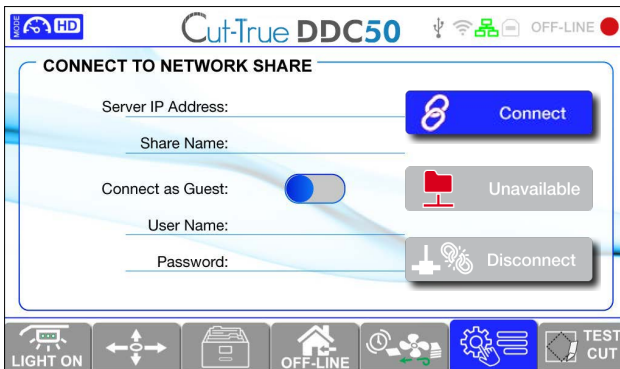 MODE HD Cut-True DDC50 OFF-LINE
CONNECT TO NETWORK SHARE
Server IP Address:
Connect
Share Name:
Connect as Guest:
Unavailable
User Name:
Password:
Disconnect
LIGHT ON
OFF-LINE
TEST
CUT